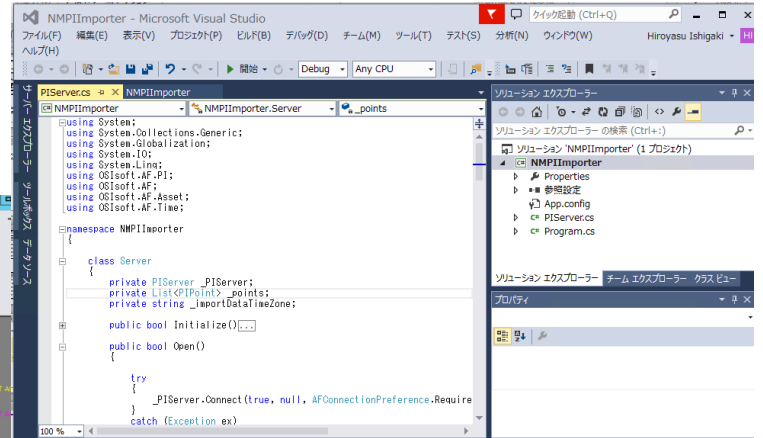 NMPIImporter - Microsoft Visual Studio
クイック起動 (Ctrl+Q)
ファイル(F) 編集(E) 表示(V) プロジェクト(P) ビルド(B) デバッグ(D) チーム(M) ツール(T) テスト(S) 分析(N) ウィンドウ(W) Hiroyasu Ishigaki HI
ヘルプ(H)
開始 Debug Any CPU
サーバー エクスプローラー ツールボックス データ ソース
PIServer.cs NMPIImporter
NMPIImporter NMPIImporter.Server _points
using System;
using System.Collections.Generic;
using System.Globalization;
using System.IO;
using System.Linq;
using OSIsoft.AF.PI;
using OSIsoft.AF;
using OSIsoft.AF.Asset;
using OSIsoft.AF.Time;
namespace NMPIImporter
{
class Server
{
private PIServer _PIServer;
private List<PIPoint> _points;
private string _importDataTimeZone;
public bool Initialize()...
public bool Open()
{
try
{
_PIServer.Connect(true, null, AFConnectionPreference.Require
}
catch (Exception ex)
100 %
ソリューション エクスプローラー
ソリューション エクスプローラー の検索 (Ctrl+:)
ソリューション 'NMPIImporter' (1 プロジェクト)
NMPIImporter
Properties
参照設定
App.config
PIServer.cs
Program.cs
ソリューション エクスプローラー チーム エクスプローラー クラス ビュー
プロパティ